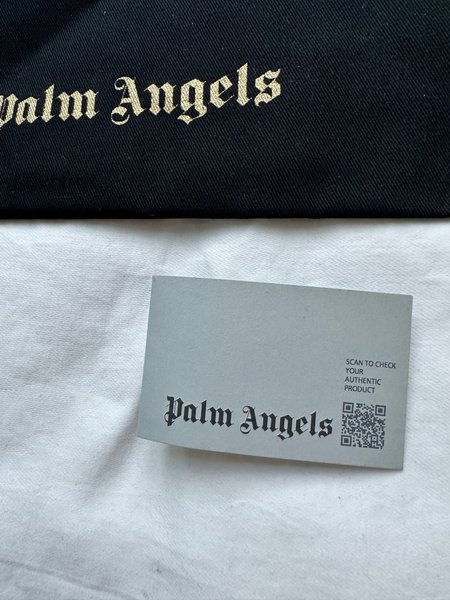 Palm Angels
SCAN TO CHECK
YOUR
AUTHENTIC
PRODUCT
Palm Angels